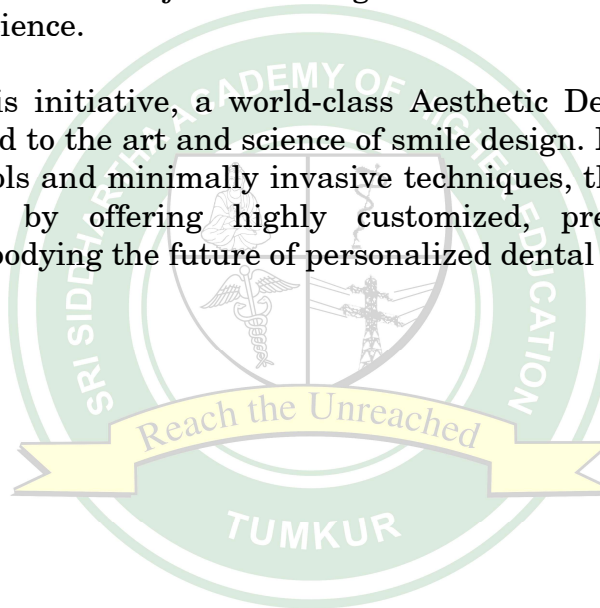 ience.
is initiative, a world-class Aesthetic De
d to the art and science of smile design.
ols and minimally invasive techniques, th
by offering highly customized, pre
odying the future of personalized dental
SRI SIDDHARTHA ACADEMY OF HIGHER EDUCATION
Reach the Unreached
TUMKUR